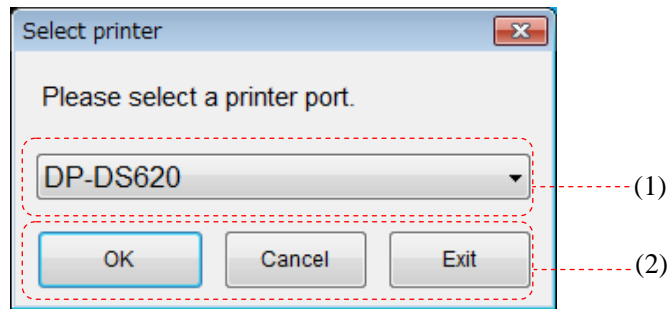 Select printer
Please select a printer port.
DP-DS620
(1)
OK Cancel Exit
(2)